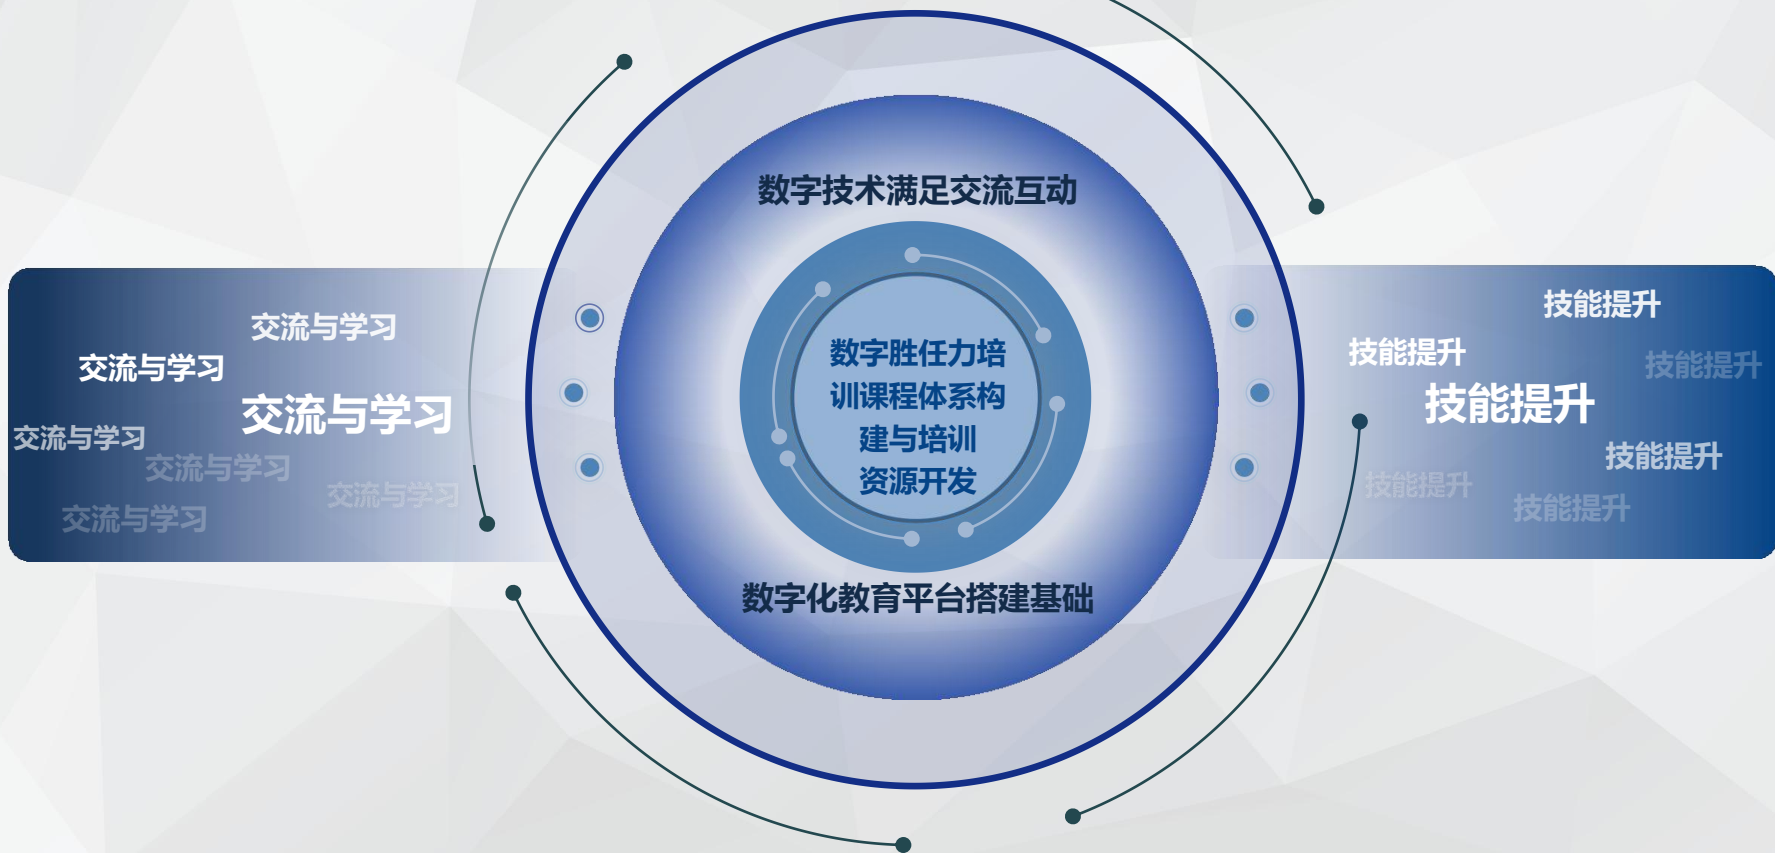 数字技术满足交流互动
交流与学习
交流与学习
交流与学习
交流与学习
交流与学习
交流与学习
交流与学习
数字胜任力培
训课程体系构
建与培训
资源开发
技能提升
技能提升
技能提升
技能提升
技能提升
技能提升
技能提升
数字化教育平台搭建基础